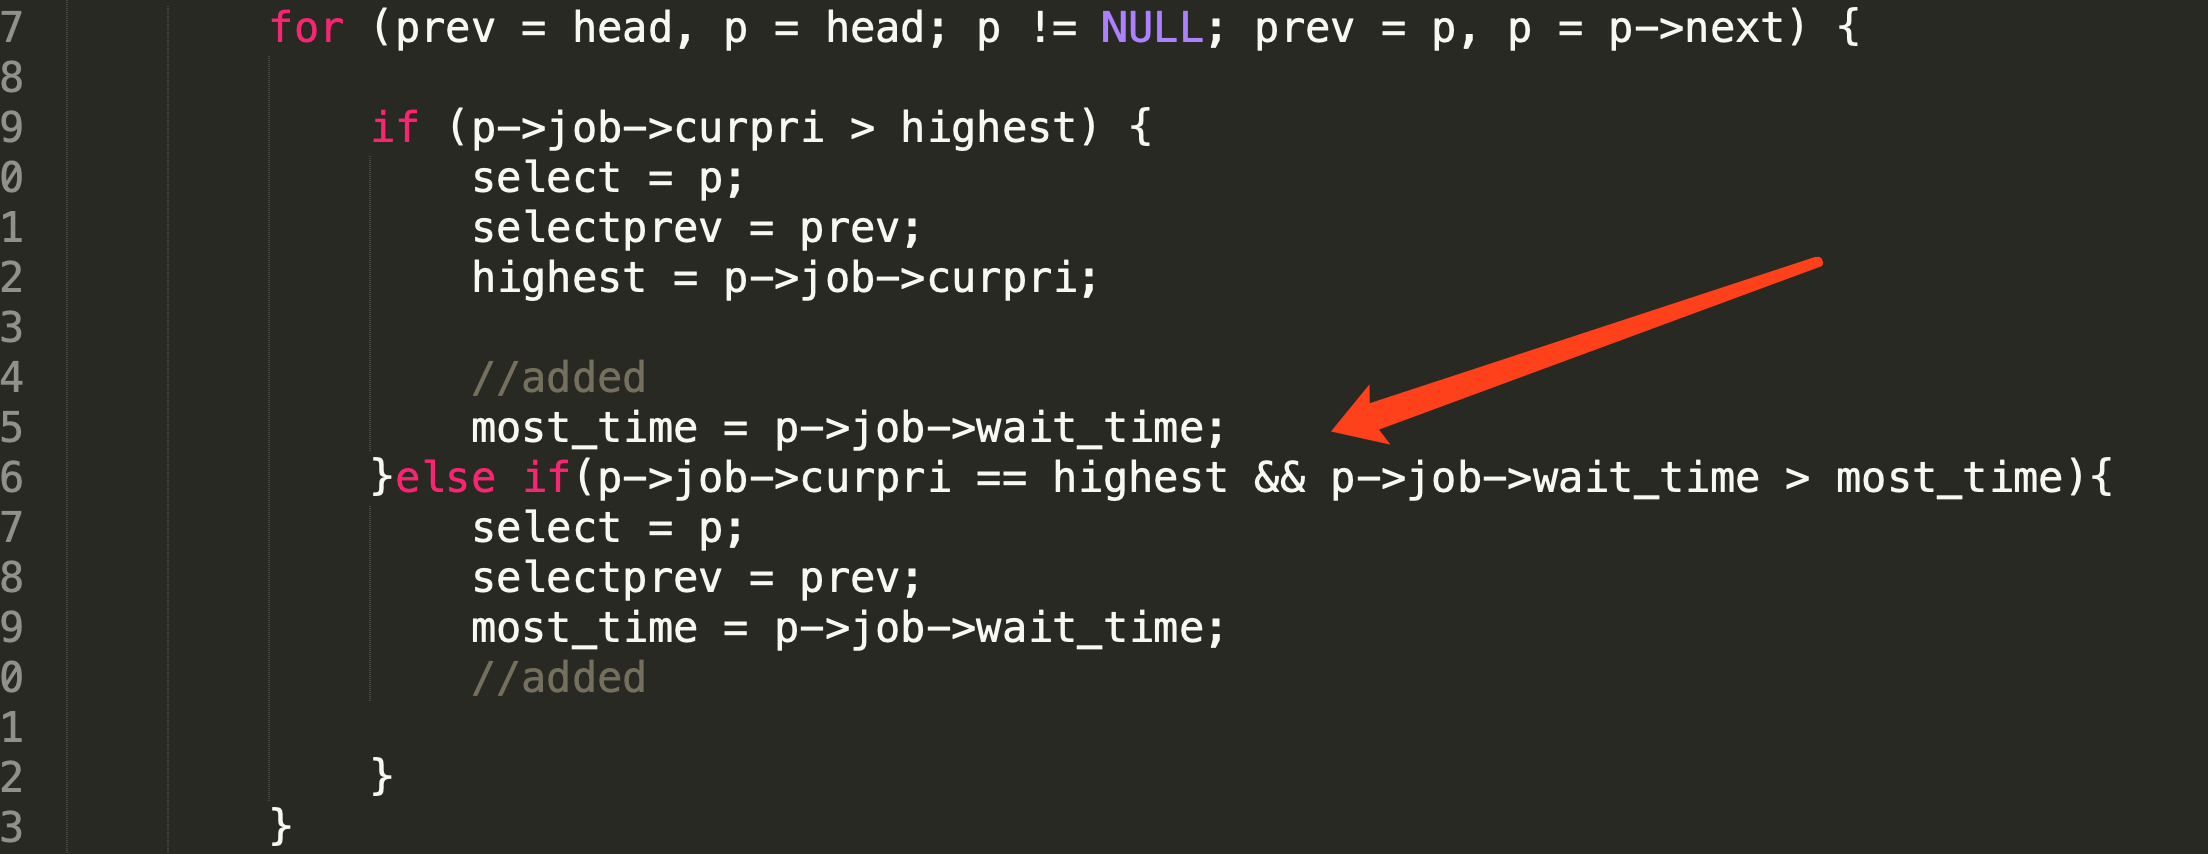 7 for (prev = head, p = head; p != NULL; prev = p, p = p->next) {
8
9 if (p->job->curpri > highest) {
0 select = p;
1 selectprev = prev;
2 highest = p->job->curpri;
3
4 //added
5 most_time = p->job->wait_time;
6 }else if(p->job->curpri == highest && p->job->wait_time > most_time){
7 select = p;
8 selectprev = prev;
9 most_time = p->job->wait_time;
0 //added
1
2 }
3 }